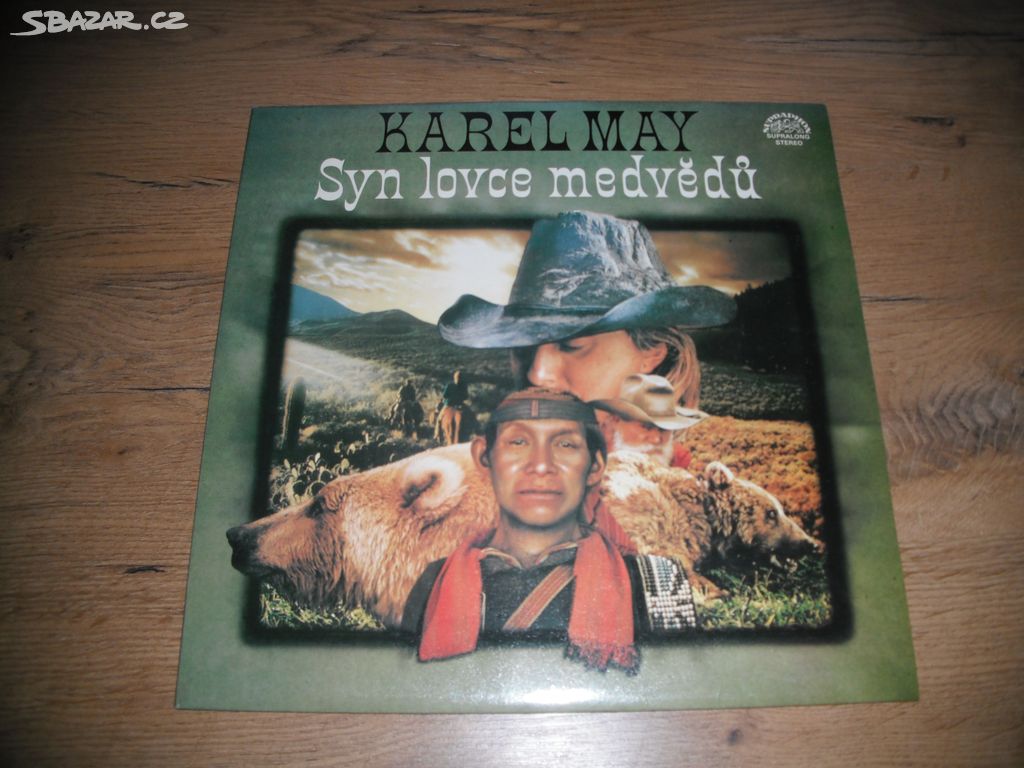 SBAZAR.CZ
KAREL MAY
Syn lovce medvědů
SUPRAPHON
SUPRALONG
STEREO